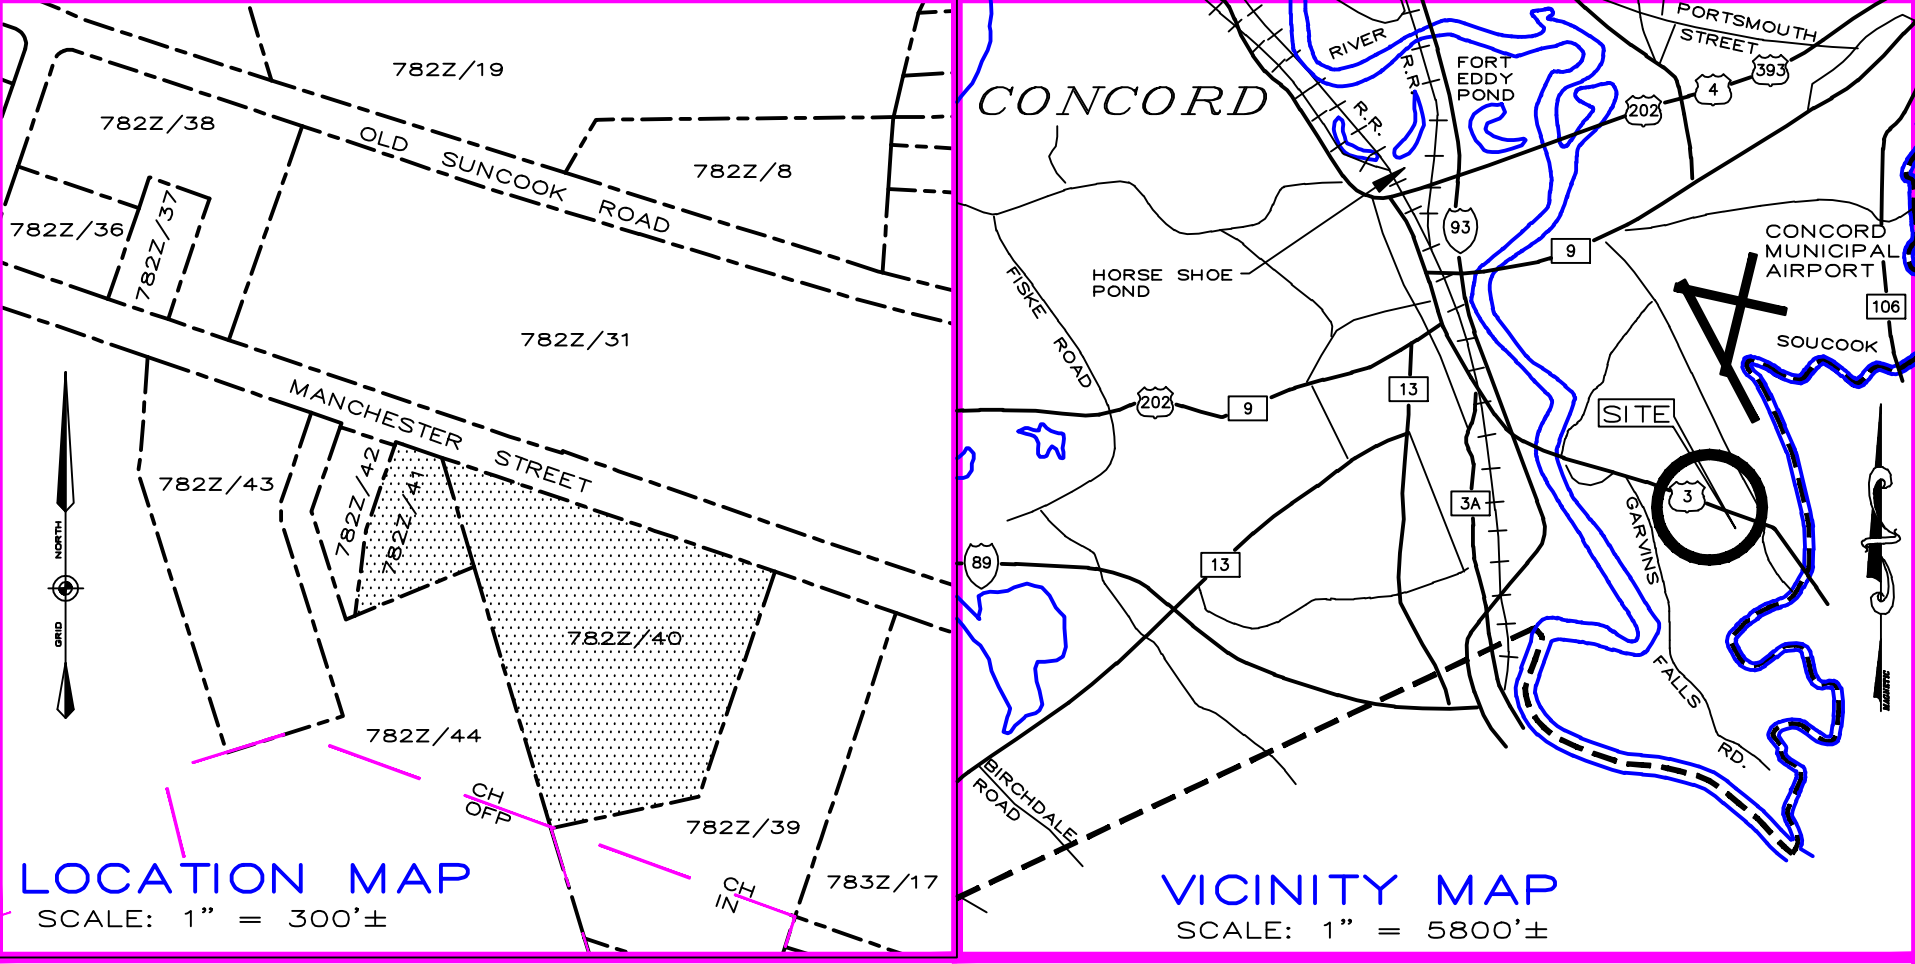 782Z/19
782Z/38
OLD SUNCOOK ROAD
782Z/8
782Z/36
782Z/37
782Z/31
MANCHESTER STREET
782Z/43
782Z/42
782Z/41
NORTH
GRID
782Z/40
782Z/44
CH
OFP
782Z/39
CH
IN
783Z/17
LOCATION MAP
SCALE: 1” = 300’±
PORTSMOUTH
STREET
RIVER
R.R.
FORT
EDDY
POND
393
4
202
CONCORD
R.R.
93
9
CONCORD
MUNICIPAL
AIRPORT
HORSE SHOE
POND
106
FISKE ROAD
SOUCOOK
13
202
9
SITE
3A
3
GARVINS
FALLS
RD.
13
89
MAGNETIC
BIRCHDALE
ROAD
VICINITY MAP
SCALE: 1” = 5800’±